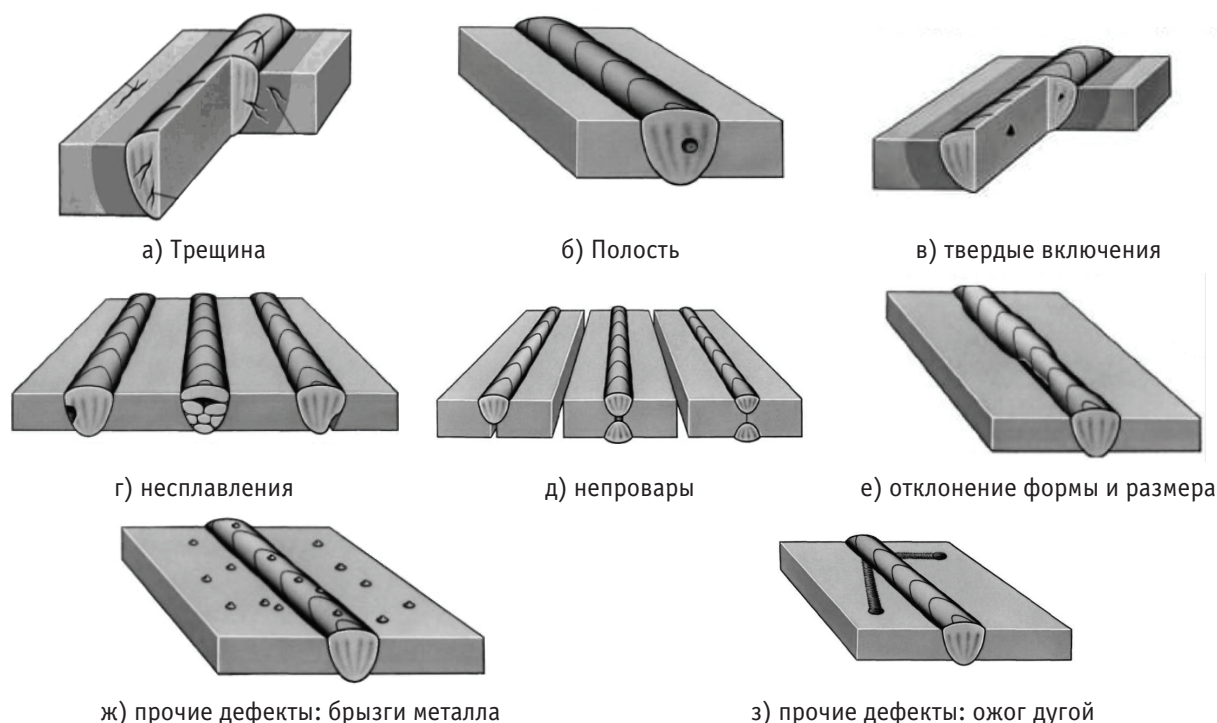 а) Трещина
б) Полость
в) твердые включения
г) несплавления
д) непровары
е) отклонение формы и размера
ж) прочие дефекты: брызги металла
з) прочие дефекты: ожог дугой